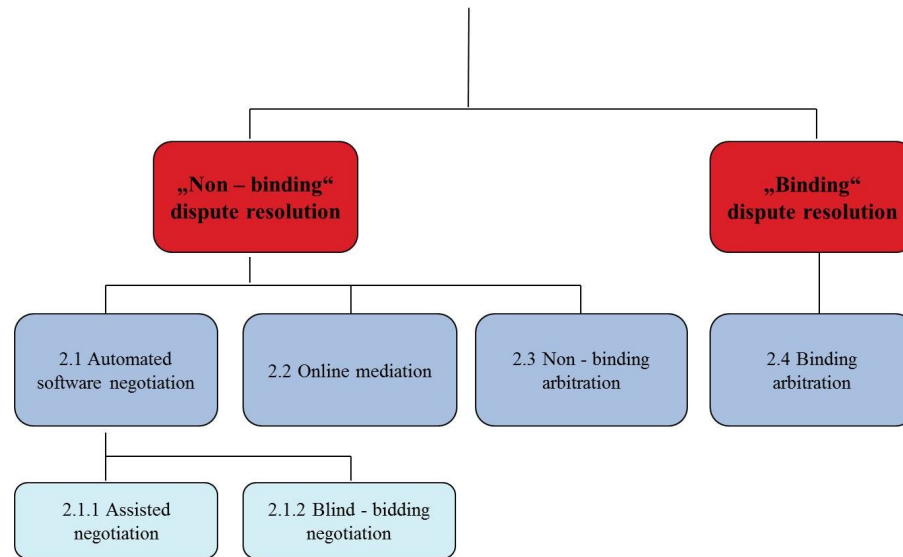 „Non – binding“
dispute resolution
„Binding“
dispute resolution
2.1 Automated
software negotiation
2.2 Online mediation
2.3 Non - binding
arbitration
2.4 Binding
arbitration
2.1.1 Assisted
negotiation
2.1.2 Blind - bidding
negotiation